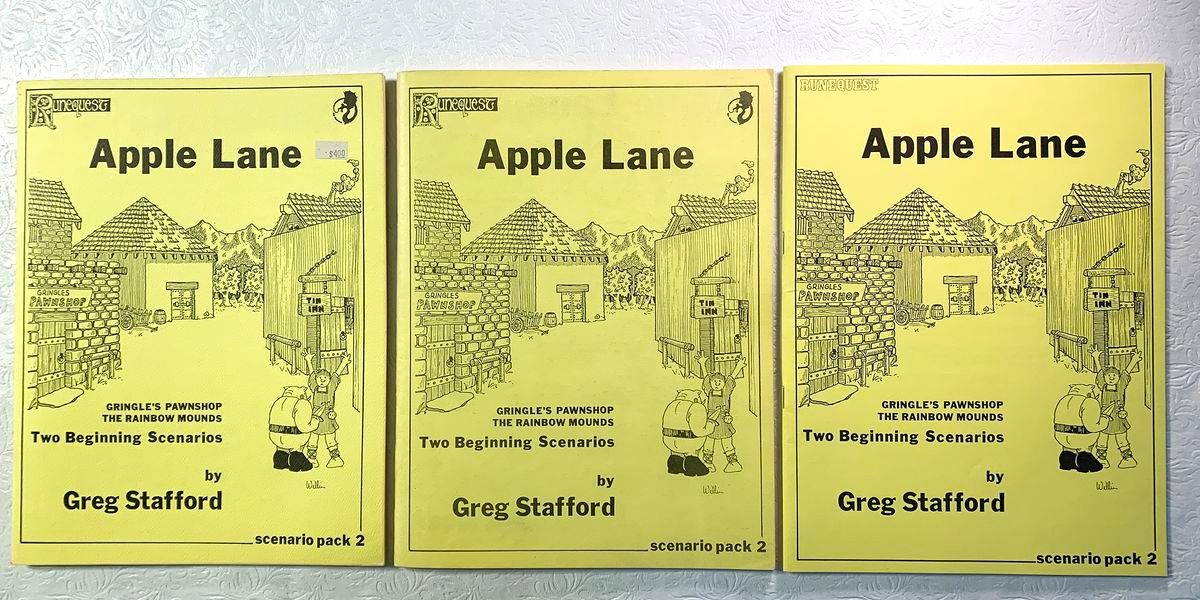 RUNEQUEST
Apple Lane
$4.00
GRINGLES
PAWNSHOP
TIN
INN
GRINGLE'S PAWNSHOP
THE RAINBOW MOUNDS
Two Beginning Scenarios
by
Greg Stafford
scenario pack 2
RUNEQUEST
Apple Lane
GRINGLES
PAWNSHOP
TIN
INN
GRINGLE'S PAWNSHOP
THE RAINBOW MOUNDS
Two Beginning Scenarios
by
Greg Stafford
scenario pack 2
RUNEQUEST
Apple Lane
GRINGLES
PAWNSHOP
TIN
INN
GRINGLE'S PAWNSHOP
THE RAINBOW MOUNDS
Two Beginning Scenarios
by
Greg Stafford
scenario pack 2